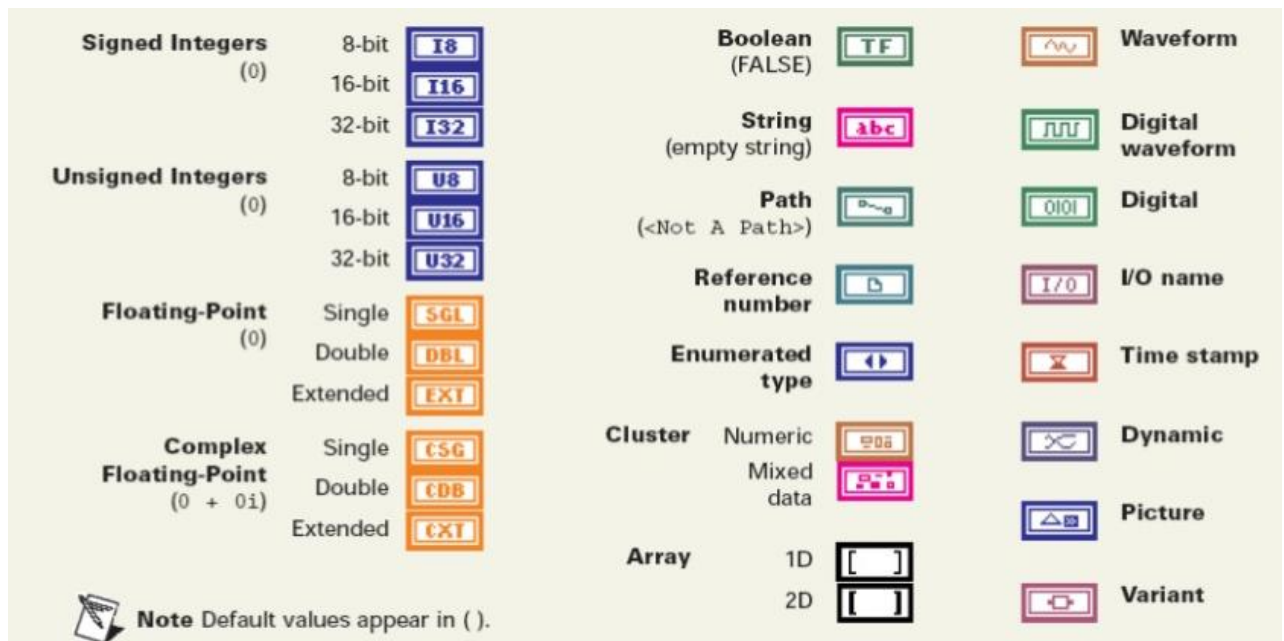 Signed Integers
(0)
8-bit I8
16-bit I16
32-bit I32
Unsigned Integers
(0)
8-bit U8
16-bit U16
32-bit U32
Floating-Point
(0)
Single SGL
Double DBL
Extended EXT
Complex
Floating-Point
(0 + 0i)
Single CSG
Double CDB
Extended CXT
Note Default values appear in ( ).
Boolean TF
(FALSE)
String abc
(empty string)
Path
(<Not A Path>)
Reference
number
Enumerated
type
Cluster Numeric
Mixed
data
Array 1D [ ]
2D [ ]
Waveform
Digital
waveform
0101 Digital
I/O I/O name
Time stamp
Dynamic
Picture
Variant